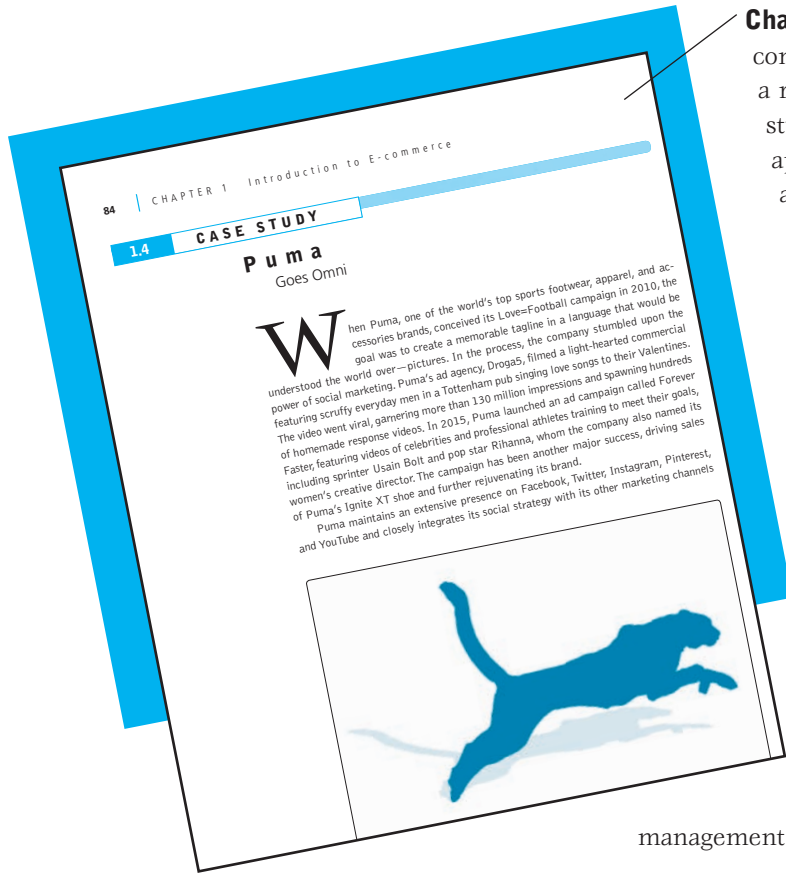 84 | CHAPTER 1 Introduction to E-commerce
1.4 CASE STUDY
Puma
Goes Omni
When Puma, one of the world's top sports footwear, apparel, and ac-
cessories brands, conceived its Love=Football campaign in 2010, the
goal was to create a memorable tagline in a language that would be
understood the world over—pictures. In the process, the company stumbled upon the
power of social marketing. Puma's ad agency, Droga5, filmed a light-hearted commercial
featuring scruffy everyday men in a Tottenham pub singing love songs to their Valentines.
The video went viral, garnering more than 130 million impressions and spawning hundreds
of homemade response videos. In 2015, Puma launched an ad campaign called Forever
Faster, featuring videos of celebrities and professional athletes training to meet their goals,
including sprinter Usain Bolt and pop star Rihanna, whom the company also named its
women's creative director. The campaign has been another major success, driving sales
of Puma's Ignite XT shoe and further rejuvenating its brand.
Puma maintains an extensive presence on Facebook, Twitter, Instagram, Pinterest,
and YouTube and closely integrates its social strategy with its other marketing channels
Cha
con
a r
st
a
management